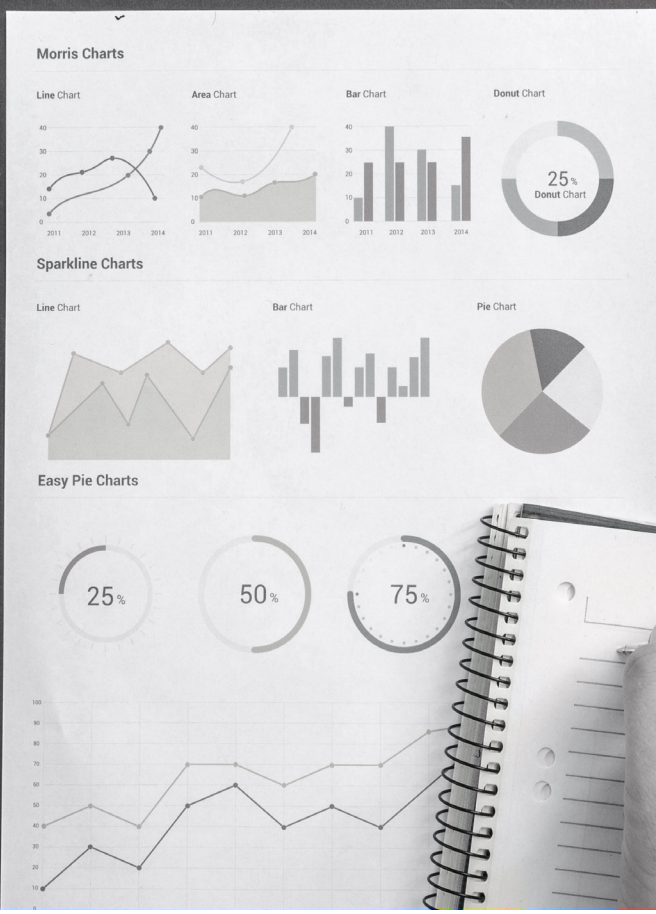 Morris Charts
Line Chart
Area Chart
Bar Chart
Donut Chart
40
30
20
10
0
2011 2012 2013 2014
40
30
20
10
0
2011 2012 2013 2014
40
30
20
10
0
2011 2012 2013 2014
25%
Donut Chart
Sparkline Charts
Line Chart
Bar Chart
Pie Chart
Easy Pie Charts
25%
50%
75%
100
90
80
70
60
50
40
30
20
10
0